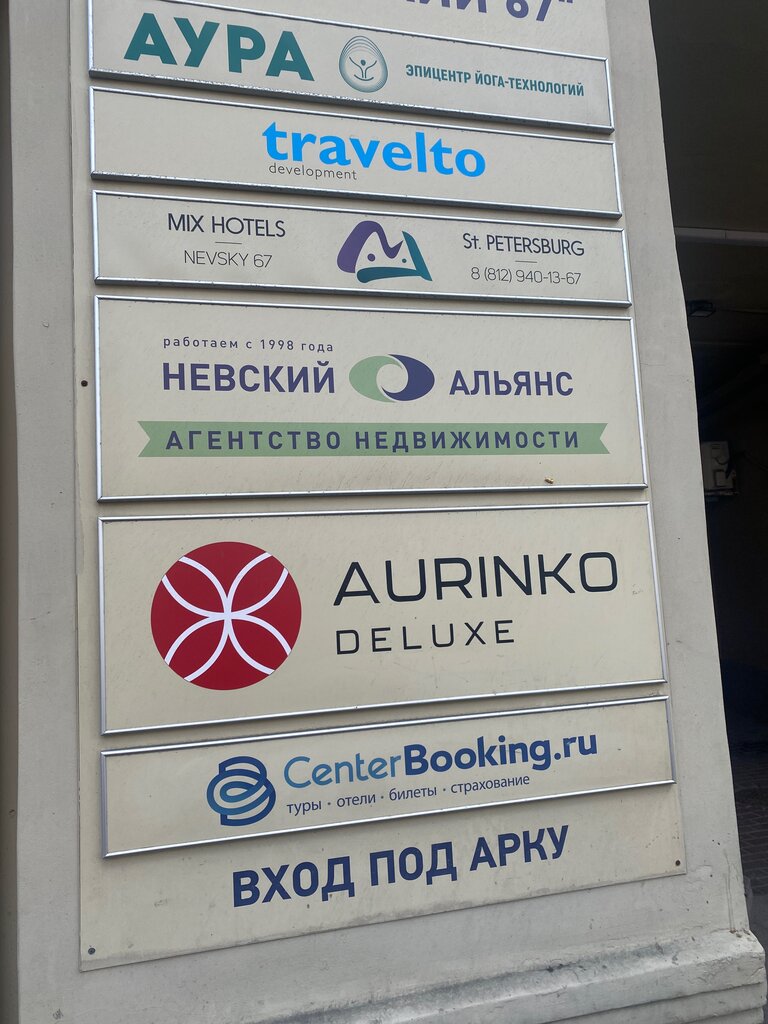 67"
АУРА
ЭПИЦЕНТР ЙОГА-ТЕХНОЛОГИЙ
travelto
development
MIX HOTELS
NEVSKY 67
St. PETERSBURG
8 (812) 940-13-67
работаем с 1998 года
НЕВСКИЙ АЛЬЯНС
АГЕНТСТВО НЕДВИЖИМОСТИ
AURINKO
DELUXE
CenterBooking.ru
туры • отели • билеты • страхование
ВХОД ПОД АРКУ